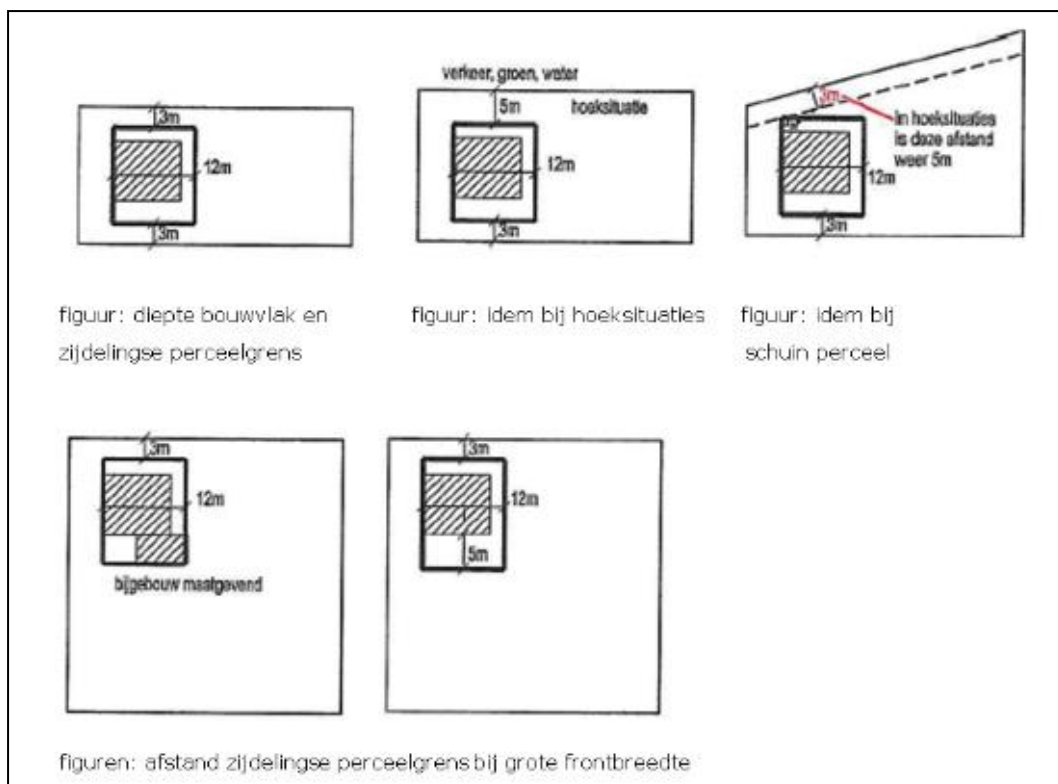 3m
12m
3m
figuur: diepte bouwvlak en
zijdelingse perceelgrens
verkeer, groen, water
5m
hoeksituatie
12m
3m
figuur: idem bij hoeksituaties
3m
In hoeksituaties
is deze afstand
weer 5m
12m
3m
figuur: idem bij
schuin perceel
3m
12m
bijgebouw maatgevend
3m
12m
5m
figuren: afstand zijdelingse perceelgrens bij grote frontbreedte